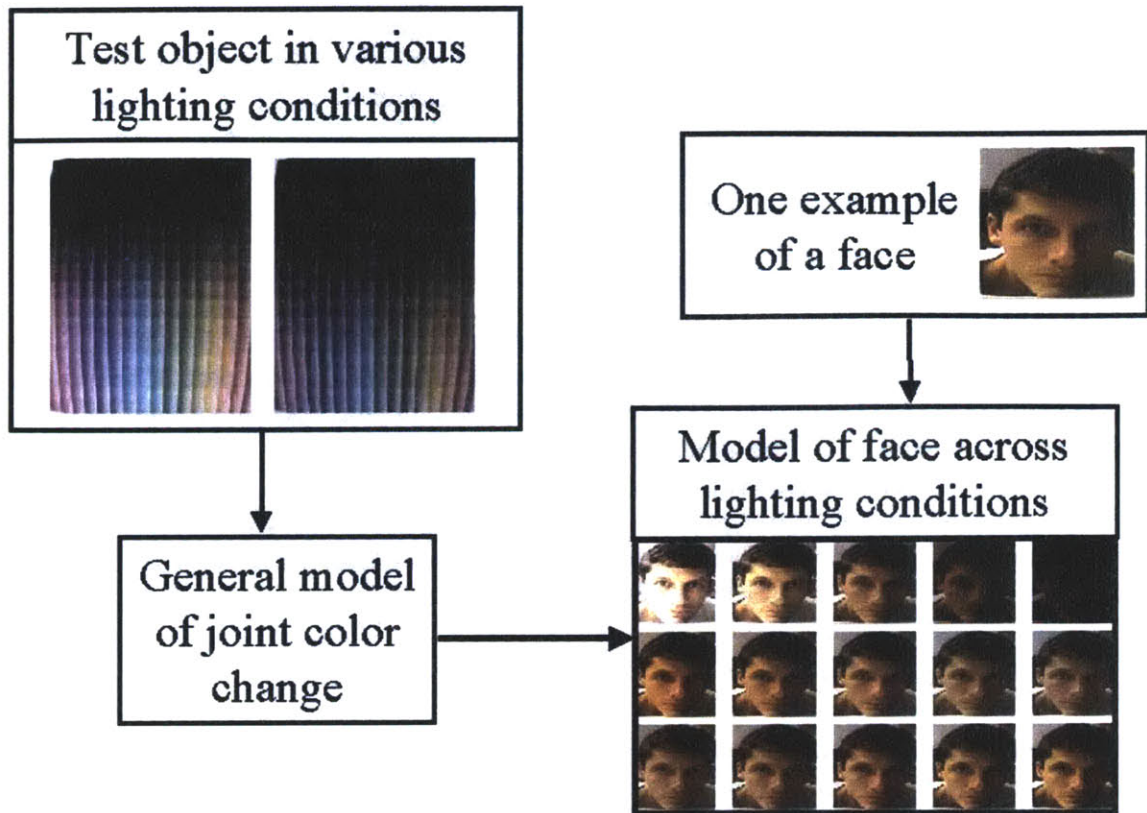 Test object in various
lighting conditions
One example
of a face
Model of face across
lighting conditions
General model
of joint color
change